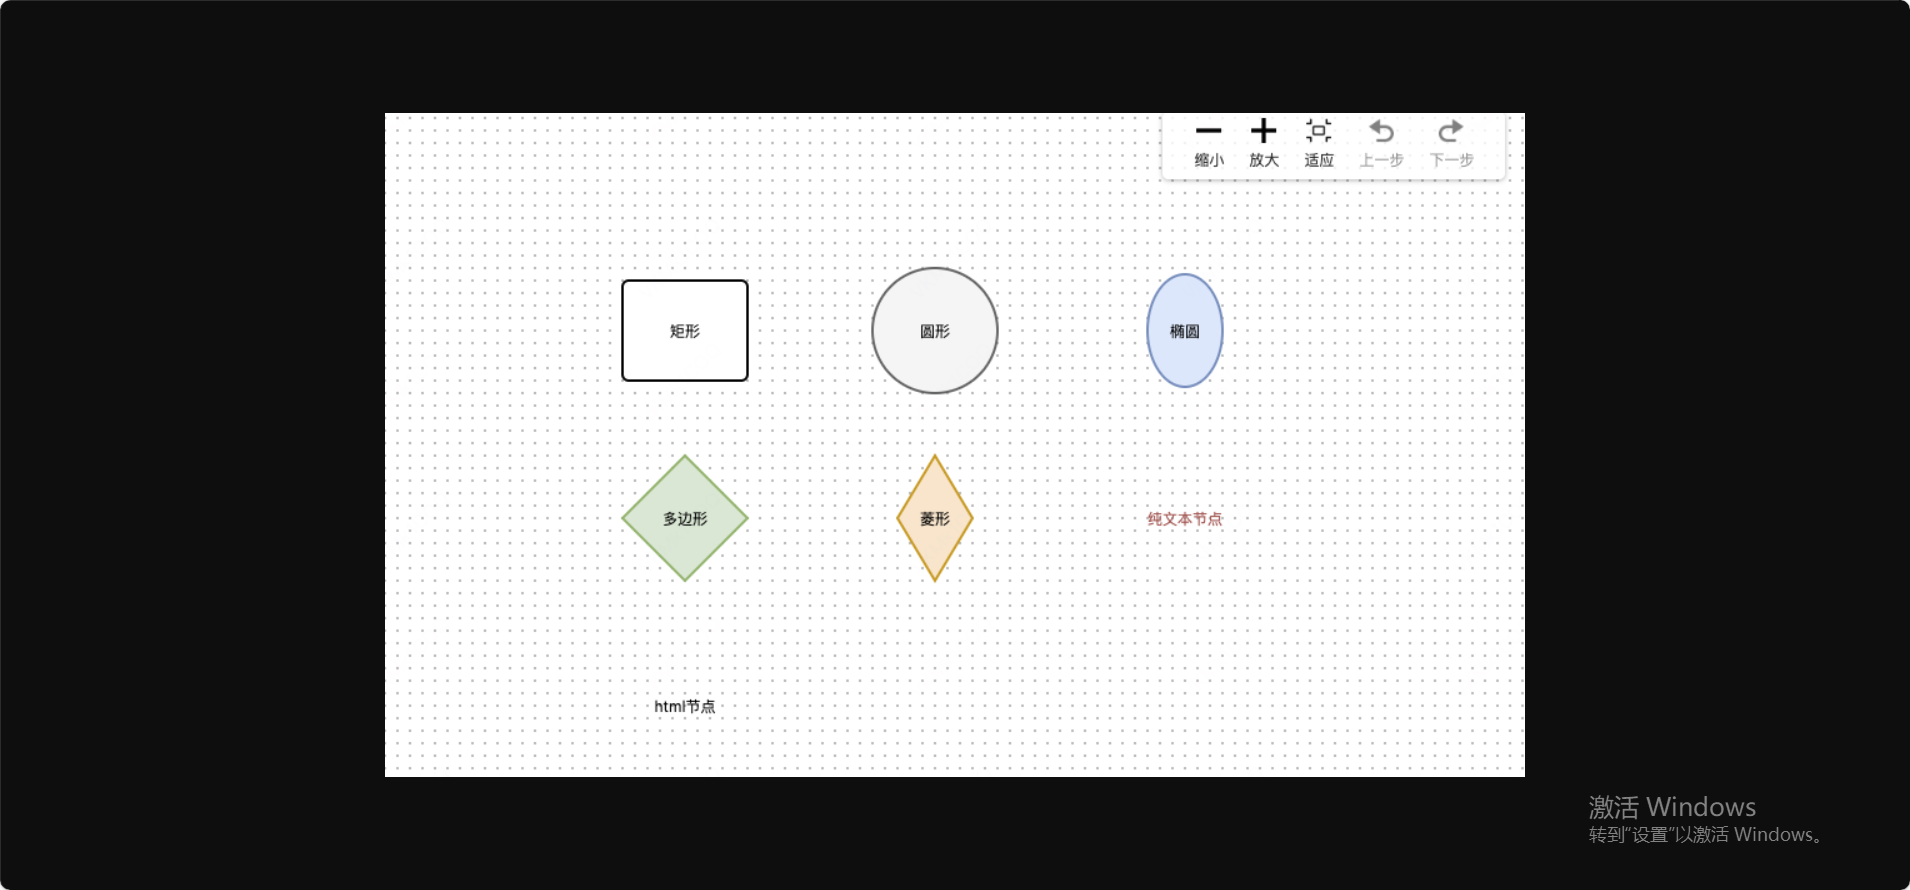 缩小 放大 适应 上一步 下一步
矩形 圆形 椭圆
多边形 菱形 纯文本节点
html节点
激活 Windows
转到“设置”以激活 Windows。